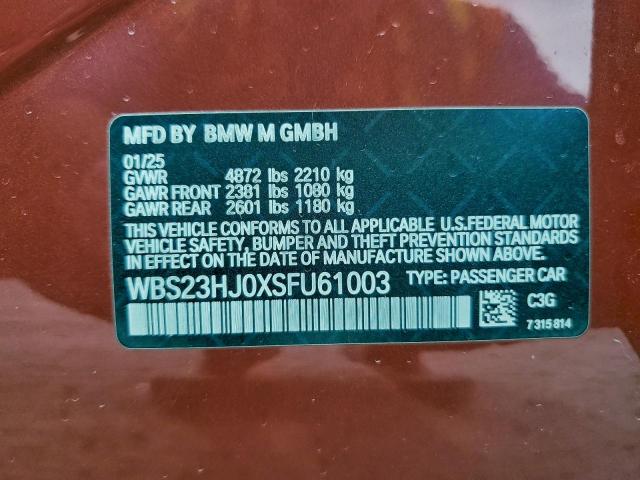 MFD BY BMW M GMBH
01/25
GVWR 4872 lbs 2210 kg
GAWR FRONT 2381 lbs 1080 kg
GAWR REAR 2601 lbs 1180 kg
THIS VEHICLE CONFORMS TO ALL APPLICABLE U.S.FEDERAL MOTOR
VEHICLE SAFETY, BUMPER AND THEFT PREVENTION STANDARDS
IN EFFECT ON THE DATE OF MANUFACTURE SHOWN ABOVE.
WBS23HJ0XSFU61003 TYPE: PASSENGER CAR
C3G
7315814